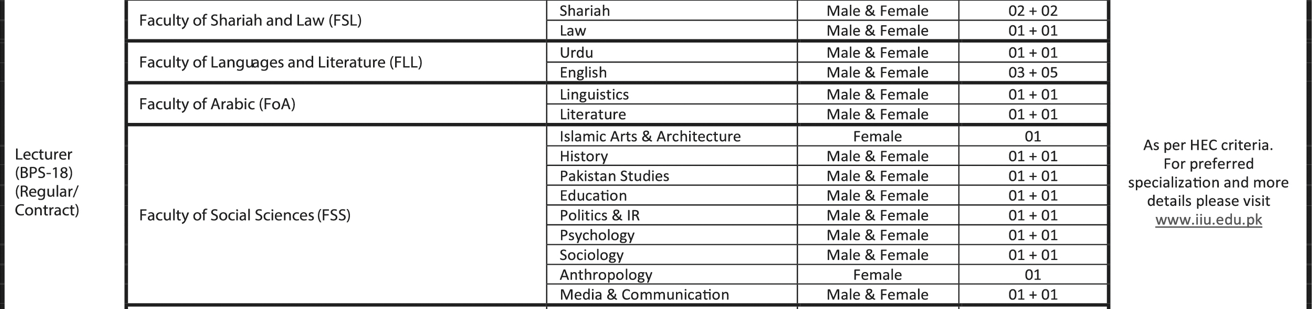 Lecturer
(BPS-18)
(Regular/
Contract)
Faculty of Shariah and Law (FSL)
Shariah Male & Female 02 + 02
Law Male & Female 01 + 01
Faculty of Languages and Literature (FLL)
Urdu Male & Female 01 + 01
English Male & Female 03 + 05
Faculty of Arabic (FoA)
Linguistics Male & Female 01 + 01
Literature Male & Female 01 + 01
Faculty of Social Sciences (FSS)
Islamic Arts & Architecture Female 01
History Male & Female 01 + 01
Pakistan Studies Male & Female 01 + 01
Education Male & Female 01 + 01
Politics & IR Male & Female 01 + 01
Psychology Male & Female 01 + 01
Sociology Male & Female 01 + 01
Anthropology Female 01
Media & Communication Male & Female 01 + 01
As per HEC criteria.
For preferred
specialization and more
details please visit
www.iiu.edu.pk